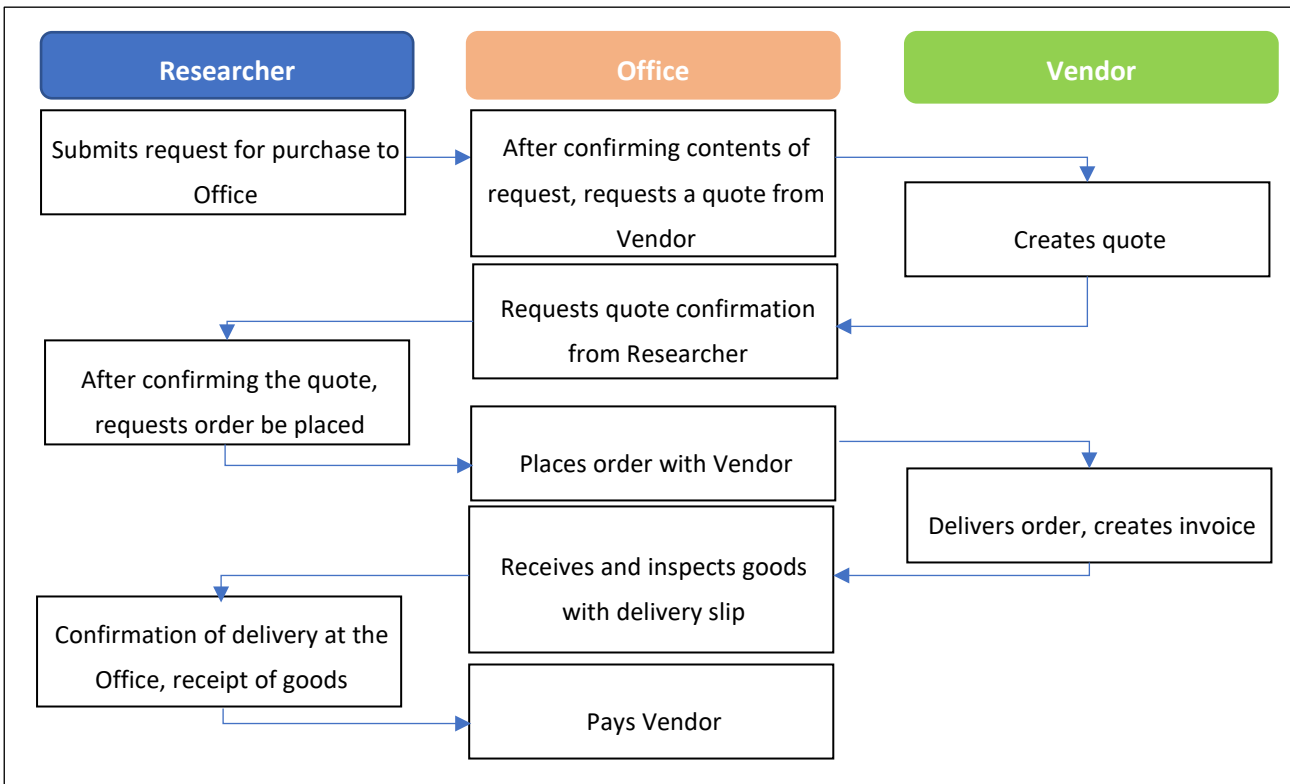 Researcher
Office
Vendor
Submits request for purchase to
Office
After confirming contents of
request, requests a quote from
Vendor
Creates quote
Requests quote confirmation
from Researcher
After confirming the quote,
requests order be placed
Places order with Vendor
Delivers order, creates invoice
Receives and inspects goods
with delivery slip
Confirmation of delivery at the
Office, receipt of goods
Pays Vendor